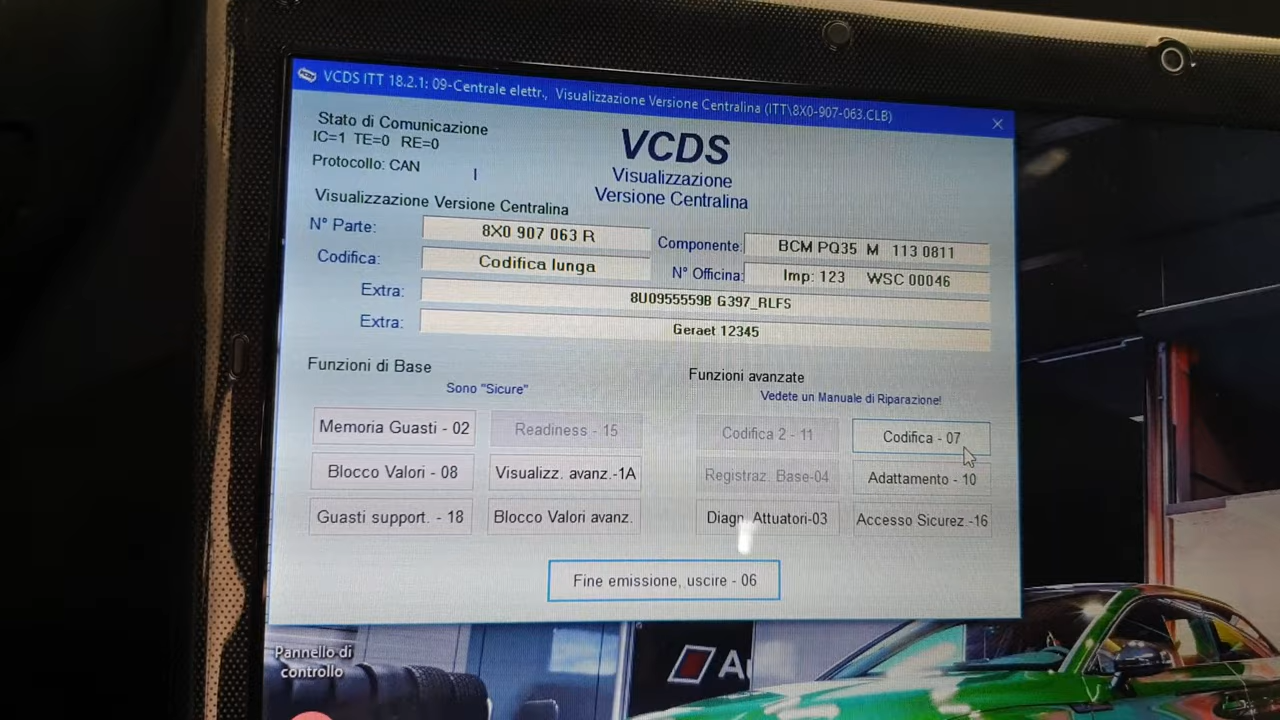 VCDS ITT 18.2.1: 09-Centrale elettr., Visualizzazione Versione Centralina (ITT\8X0-907-063.CLB)
Stato di Comunicazione
IC=1 TE=0 RE=0
Protocollo: CAN
VCDS
Visualizzazione
Versione Centralina
Visualizzazione Versione Centralina
N° Parte: 8X0 907 063 R Componente: BCM PQ35 M 113 0811
Codifica: Codifica lunga N° Officina: Imp: 123 WSC 00046
Extra: 8U0955559B G397_RLFS
Extra: Geraet 12345
Funzioni di Base
Sono "Sicure"
Funzioni avanzate
Vedete un Manuale di Riparazione!
Memoria Guasti - 02 Readiness - 15 Codifica 2 - 11 Codifica - 07
Blocco Valori - 08 Visualizz. avanz.-1A Registraz. Base-04 Adattamento - 10
Guasti support. - 18 Blocco Valori avanz. Diagn. Attuatori-03 Accesso Sicurez.-16
Fine emissione, uscire - 06
Pannello di
controllo